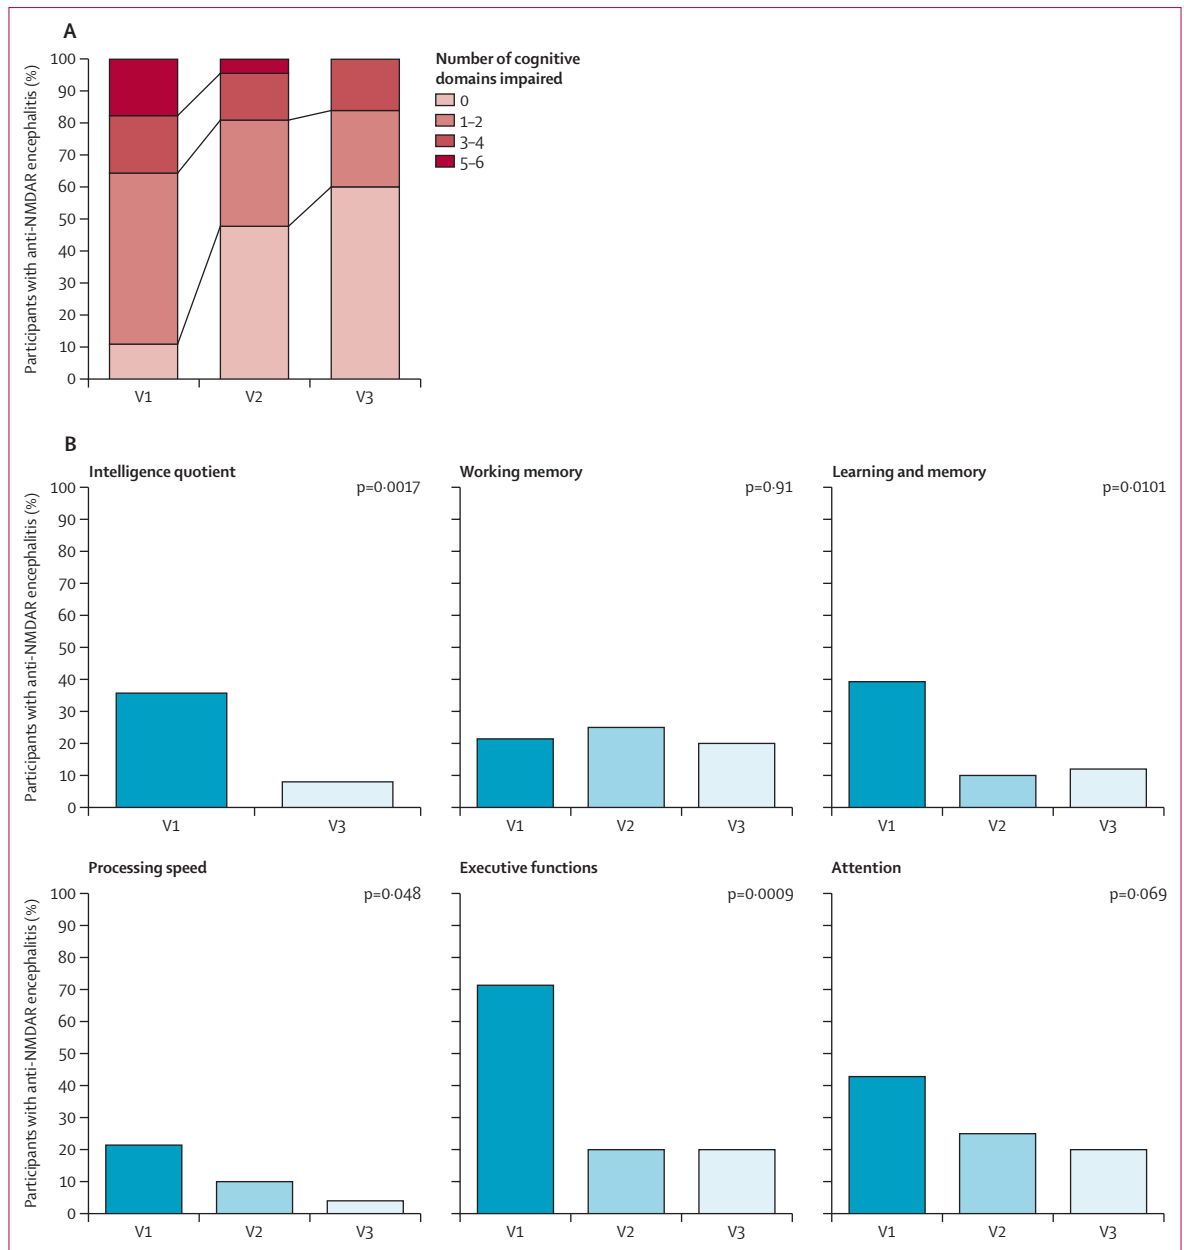 A
Participants with anti-NMDAR encephalitis (%)
100
90
80
70
60
50
40
30
20
10
0
V1 V2 V3
Number of cognitive
domains impaired
0
1–2
3–4
5–6
B
Intelligence quotient
p=0·0017
Participants with anti-NMDAR encephalitis (%)
100
90
80
70
60
50
40
30
20
10
0
V1 V3
Working memory
p=0·91
V1 V2 V3
Learning and memory
p=0·0101
V1 V2 V3
Processing speed
p=0·048
Participants with anti-NMDAR encephalitis (%)
100
90
80
70
60
50
40
30
20
10
0
V1 V2 V3
Executive functions
p=0·0009
V1 V2 V3
Attention
p=0·069
V1 V2 V3